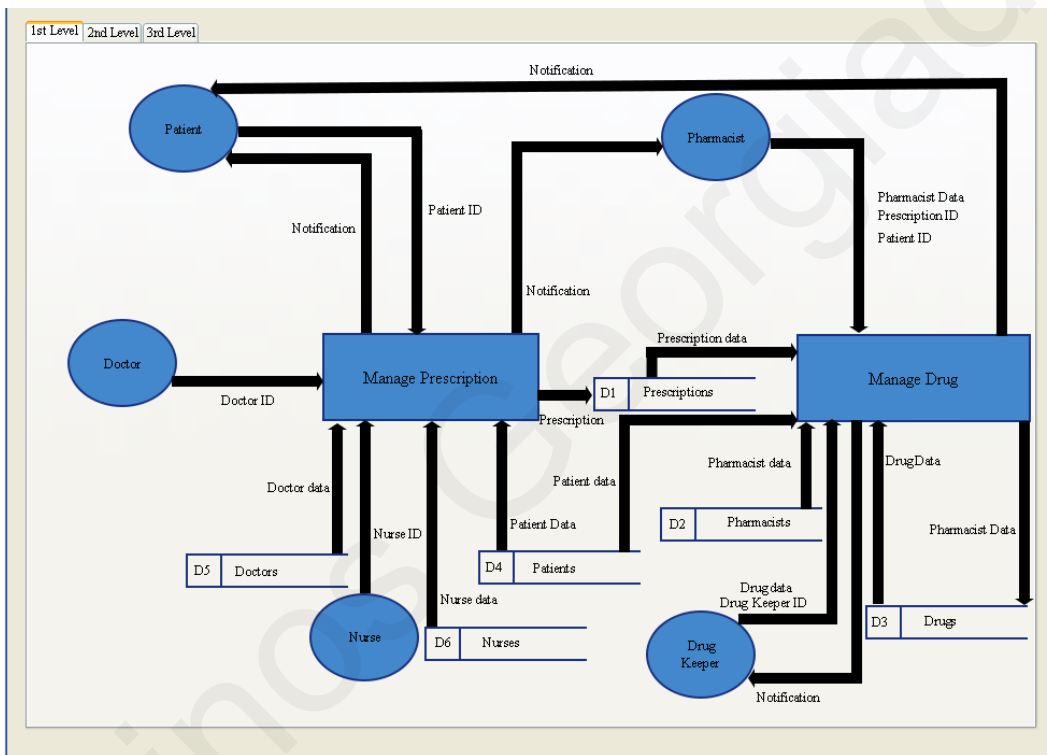 1st Level 2nd Level 3rd Level
Notification
Patient
Pharmacist
Patient ID
Pharmacist Data
Prescription ID
Patient ID
Notification
Notification
Doctor
Doctor ID
Manage Prescription
Prescription data
Manage Drug
D1 Prescriptions
Prescription
Doctor data
Nurse ID
Patient Data
Patient data
Pharmacist data
DrugData
D2 Pharmacists
Pharmacist Data
D5 Doctors
D4 Patients
Nurse data
Drugdata
Drug Keeper ID
D3 Drugs
Nurse
D6 Nurses
Drug
Keeper
Notification
inos Georgiad